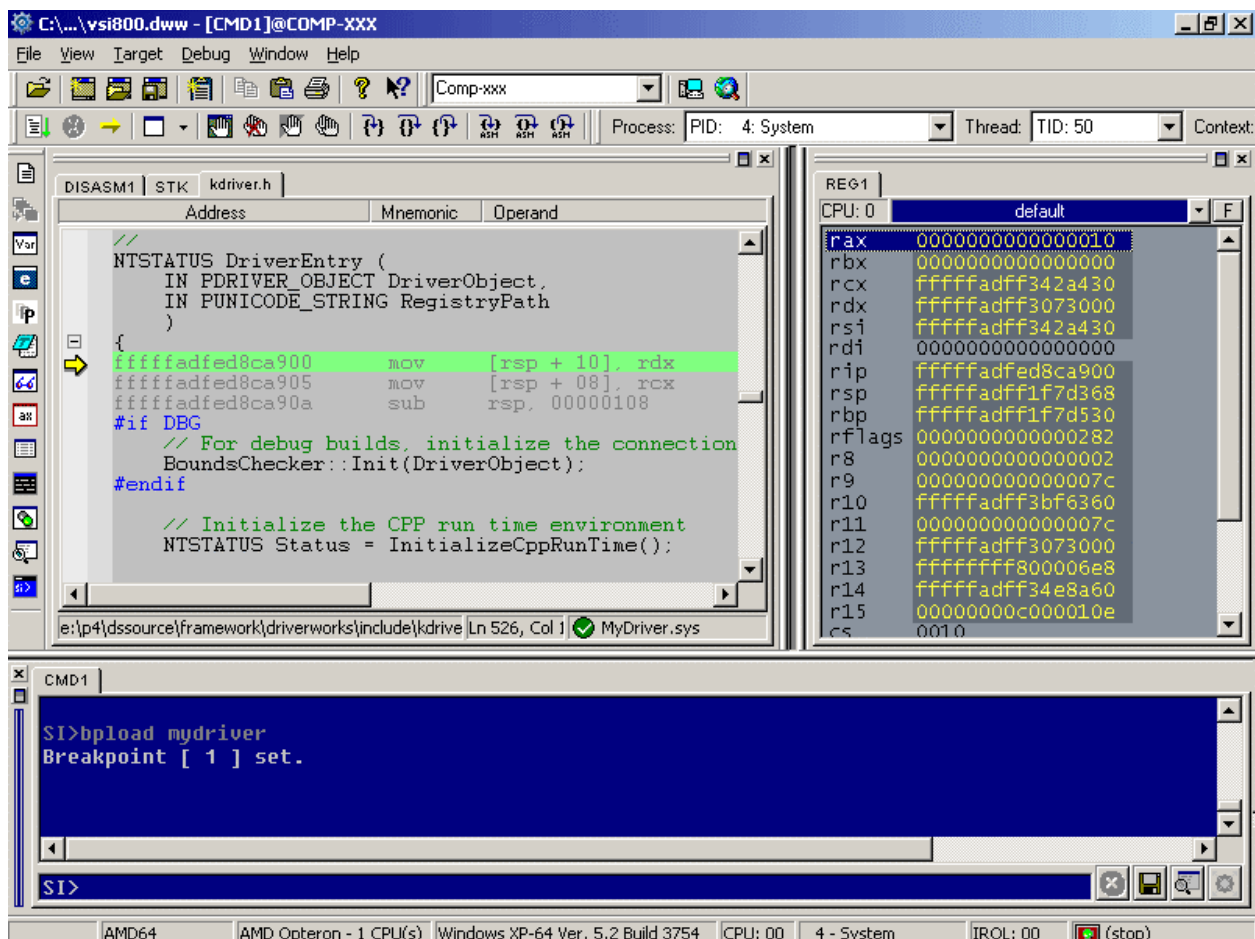 C:\...\vsi800.dww - [CMD1]@COMP-XXX
File View Target Debug Window Help
Comp-xxx
Process: PID: 4: System Thread: TID: 50 Context:
DISASM1 STK kdriver.h
Address Mnemonic Operand
//
NTSTATUS DriverEntry (
IN PDRIVER_OBJECT DriverObject,
IN PUNICODE_STRING RegistryPath
)
{
fffffadfed8ca900 mov [rsp + 10], rdx
fffffadfed8ca905 mov [rsp + 08], rcx
fffffadfed8ca90a sub rsp, 00000108
#if DBG
// For debug builds, initialize the connection
BoundsChecker::Init(DriverObject);
#endif
// Initialize the CPP run time environment
NTSTATUS Status = InitializeCppRunTime();
e:\p4\dssource\framework\driverworks\include\kdrive Ln 526, Col 1 MyDriver.sys
REG1
CPU: 0 default F
rax 0000000000000010
rbx 0000000000000000
rcx fffffadff342a430
rdx fffffadff3073000
rsi fffffadff342a430
rdi 0000000000000000
rip fffffadfed8ca900
rsp fffffadff1f7d368
rbp fffffadff1f7d530
rflags 0000000000000282
r8 0000000000000002
r9 000000000000007c
r10 fffffadff3bf6360
r11 000000000000007c
r12 fffffadff3073000
r13 ffffffff800006e8
r14 fffffadff34e8a60
r15 00000000c000010e
cs 0010
CMD1
SI>bpload mydriver
Breakpoint [ 1 ] set.
SI>
AMD64 AMD Opteron - 1 CPU(s) Windows XP-64 Ver. 5.2 Build 3754 CPU: 00 4 - System IRQL: 00 (stop)